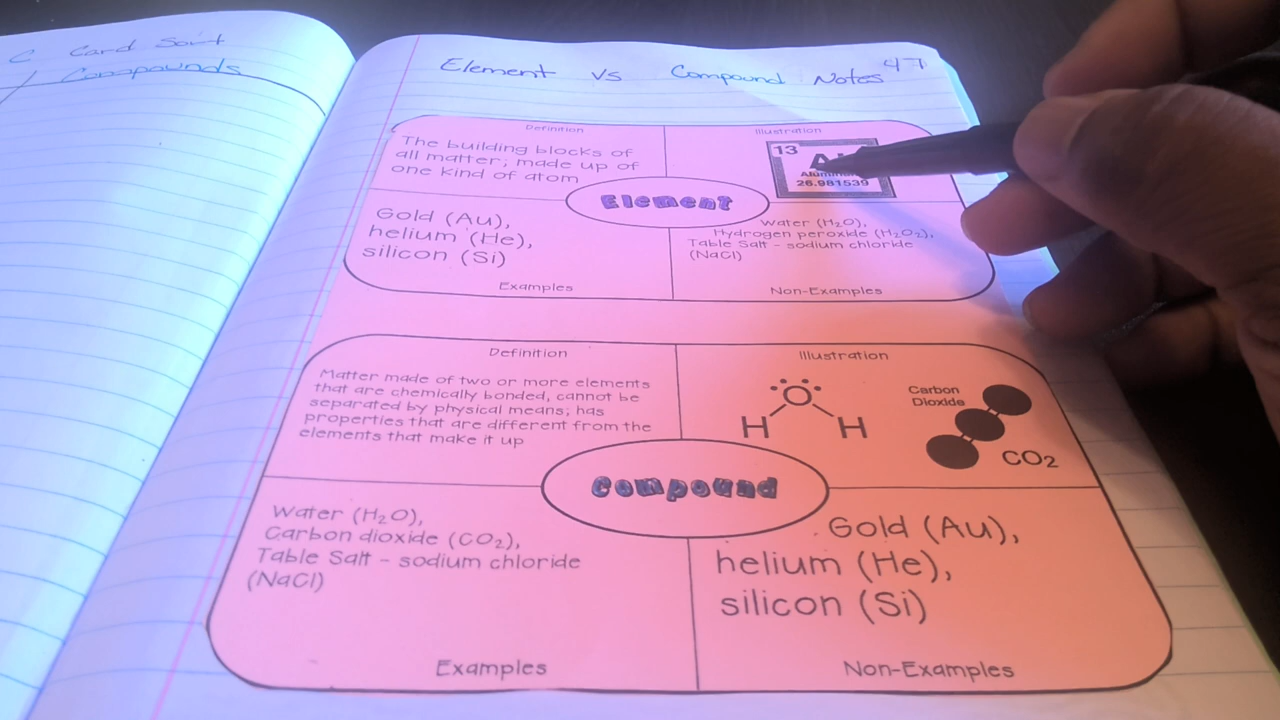 C Card Sort
Compounds
Element vs Compound Notes 47
Definition
The building blocks of
all matter; made up of
one kind of atom
Illustration
13
26.981539
Element
Gold (Au),
helium (He),
silicon (Si)
Examples
Water (H₂O),
Hydrogen peroxide (H₂O₂),
Table Salt - sodium chloride
(NaCl)
Non-Examples
Definition
Matter made of two or more elements
that are chemically bonded, cannot be
separated by physical means; has
properties that are different from the
elements that make it up
Illustration
O
H H
Carbon
Dioxide
CO₂
Compound
Water (H₂O),
Carbon dioxide (CO₂),
Table Salt - sodium chloride
(NaCl)
Examples
Gold (Au),
helium (He),
silicon (Si)
Non-Examples